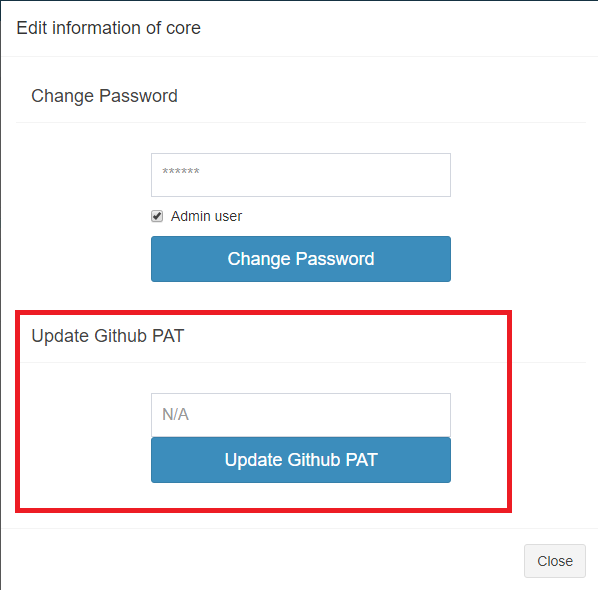 Edit information of core
Change Password
******
Admin user
Change Password
Update Github PAT
N/A
Update Github PAT
Close